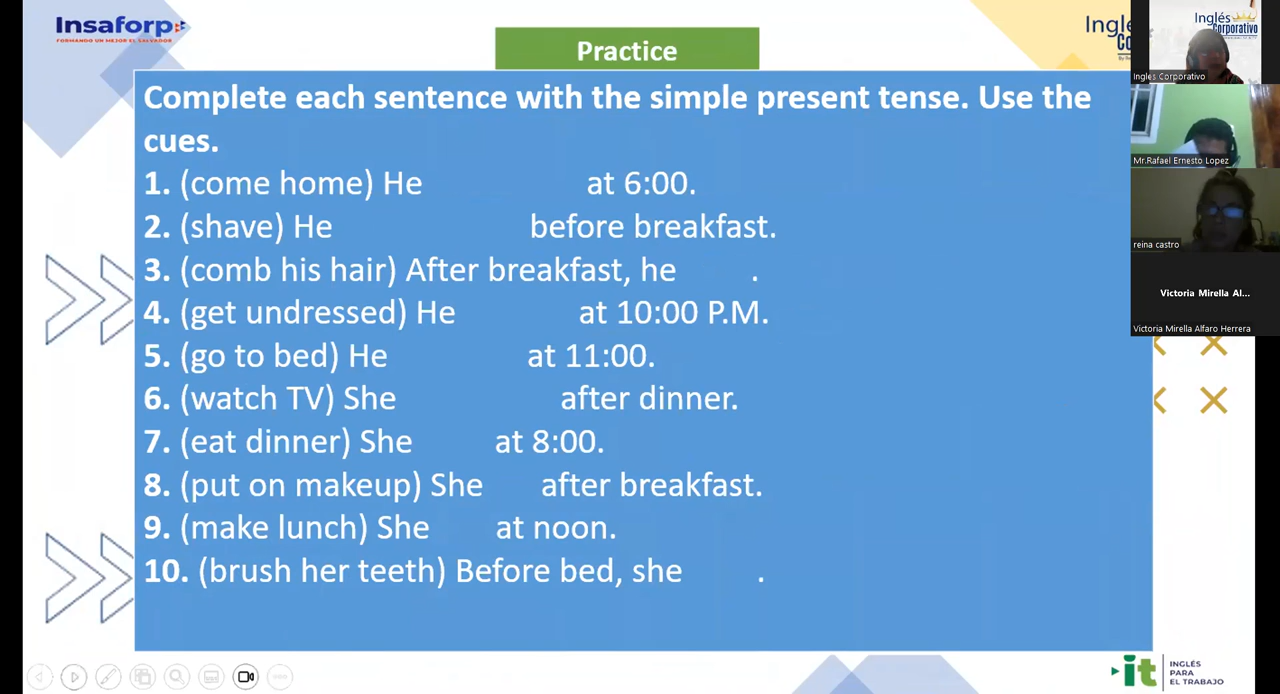 Insaforp
FORMANDO UN MEJOR EL SALVADOR
Practice
Complete each sentence with the simple present tense. Use the
cues.
1. (come home) He at 6:00.
2. (shave) He before breakfast.
3. (comb his hair) After breakfast, he .
4. (get undressed) He at 10:00 P.M.
5. (go to bed) He at 11:00.
6. (watch TV) She after dinner.
7. (eat dinner) She at 8:00.
8. (put on makeup) She after breakfast.
9. (make lunch) She at noon.
10. (brush her teeth) Before bed, she .
Inglés
Corporativo
Ingles Corporativo
Mr.Rafael Ernesto Lopez
reina castro
Victoria Mirella Al...
Victoria Mirella Alfaro Herrera
it
INGLÉS
PARA
EL TRABAJO